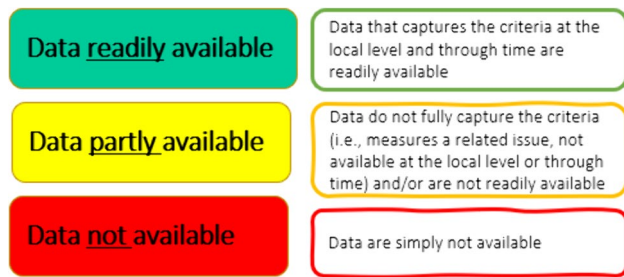 Data readily available
Data that captures the criteria at the
local level and through time are
readily available
Data partly available
Data do not fully capture the criteria
(i.e., measures a related issue, not
available at the local level or through
time) and/or are not readily available
Data not available
Data are simply not available